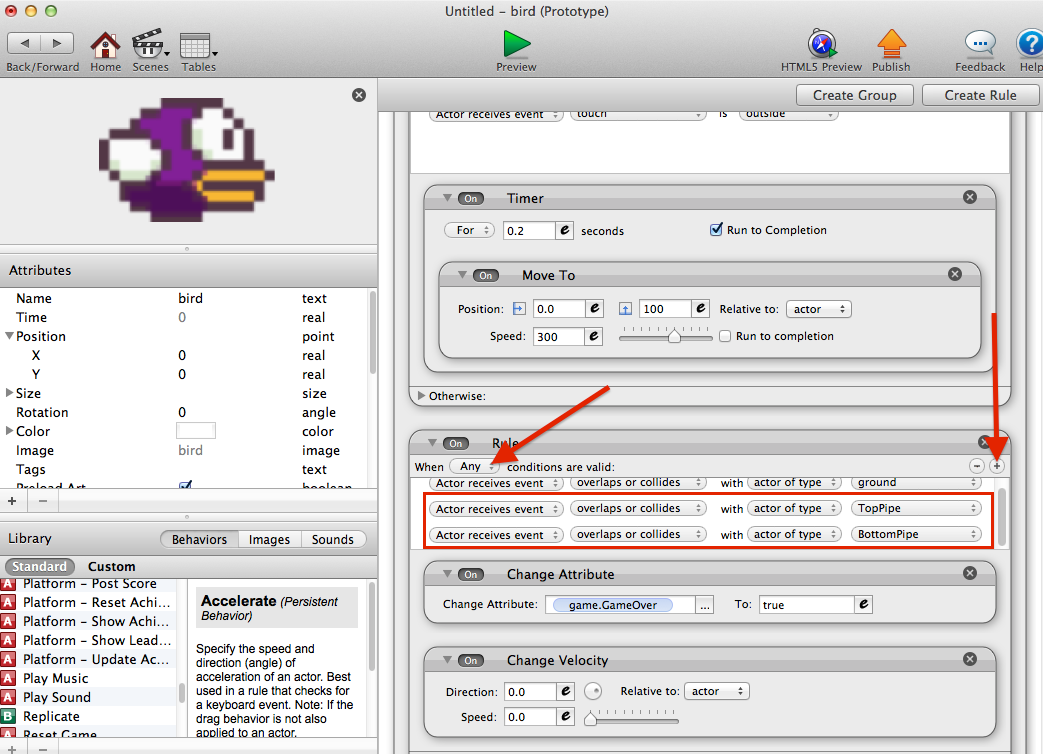 Untitled - bird (Prototype)
Back/Forward Home Scenes Tables Preview HTML5 Preview Publish Feedback Help
Create Group Create Rule
Actor receives event touch is outside
On Timer
For 0.2 e seconds Run to Completion
On Move To
Position: 0.0 e 100 e Relative to: actor
Speed: 300 e Run to completion
Otherwise:
On Rule
When Any conditions are valid:
Actor receives event overlaps or collides with actor of type ground
Actor receives event overlaps or collides with actor of type TopPipe
Actor receives event overlaps or collides with actor of type BottomPipe
On Change Attribute
Change Attribute: game.GameOver ... To: true e
On Change Velocity
Direction: 0.0 e Relative to: actor
Speed: 0.0 e
Attributes
Name bird text
Time 0 real
Position point
X 0 real
Y 0 real
Size size
Rotation 0 angle
Color color
Image bird image
Tags text
Preload Art boolean
+ −
Library Behaviors Images Sounds
Standard Custom
A Platform - Post Score
A Platform - Reset Achi...
A Platform - Show Achi...
A Platform - Show Lead...
A Platform - Update Ac...
A Play Music
A Play Sound
B Replicate
A Reset Game
Accelerate (Persistent
Behavior)
Specify the speed and
direction (angle) of
acceleration of an actor. Best
used in a rule that checks for
a keyboard event. Note: If the
drag behavior is not also
applied to an actor,
+ −